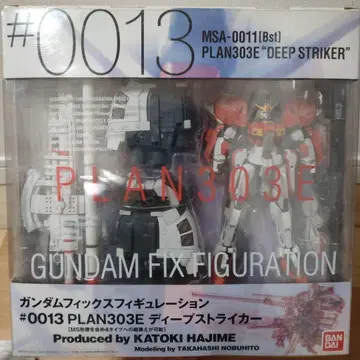 #0013
MSA-0011[Bst]
PLAN303E "DEEP STRIKER"
PLAN303E
GUNDAM FIX FIGURATION
ガンダムフィックスフィギュレーション
#0013 PLAN303E ディープストライカー
Produced by KATOKI HAJIME
Modeling by TAKAHASHI NOBUHITO
BAN
DAI